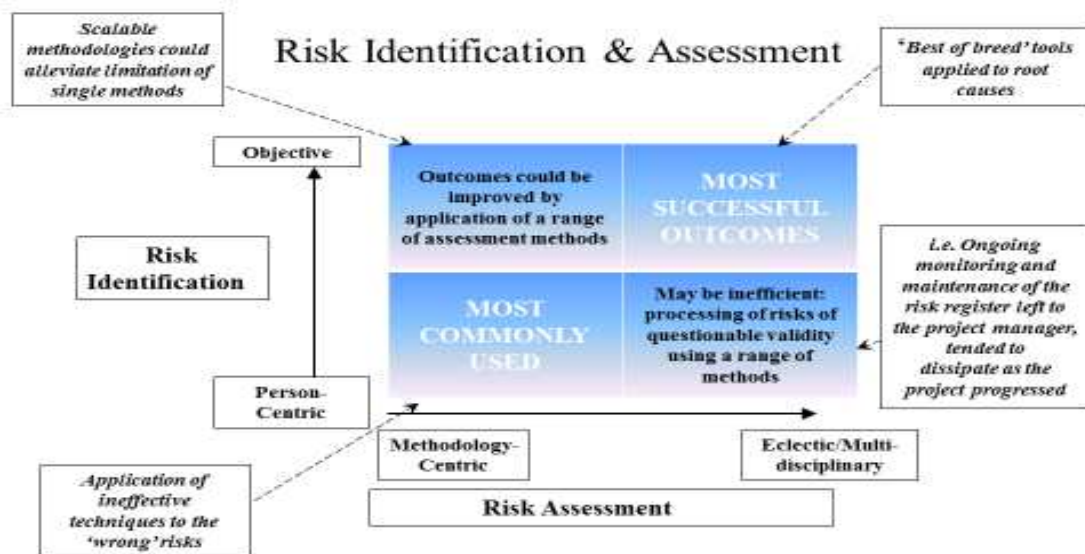 Scalable
methodologies could
alleviate limitation of
single methods
Risk Identification & Assessment
‘Best of breed’ tools
applied to root
causes
Objective
Outcomes could be
improved by
application of a range
of assessment methods
MOST
SUCCESSFUL
OUTCOMES
Risk
Identification
i.e. Ongoing
monitoring and
maintenance of the
risk register left to
the project manager,
tended to
dissipate as the
project progressed
MOST
COMMONLY
USED
May be inefficient:
processing of risks of
questionable validity
using a range of
methods
Person-
Centric
Methodology-
Centric
Eclectic/Multi-
disciplinary
Application of
ineffective
techniques to the
‘wrong’ risks
Risk Assessment